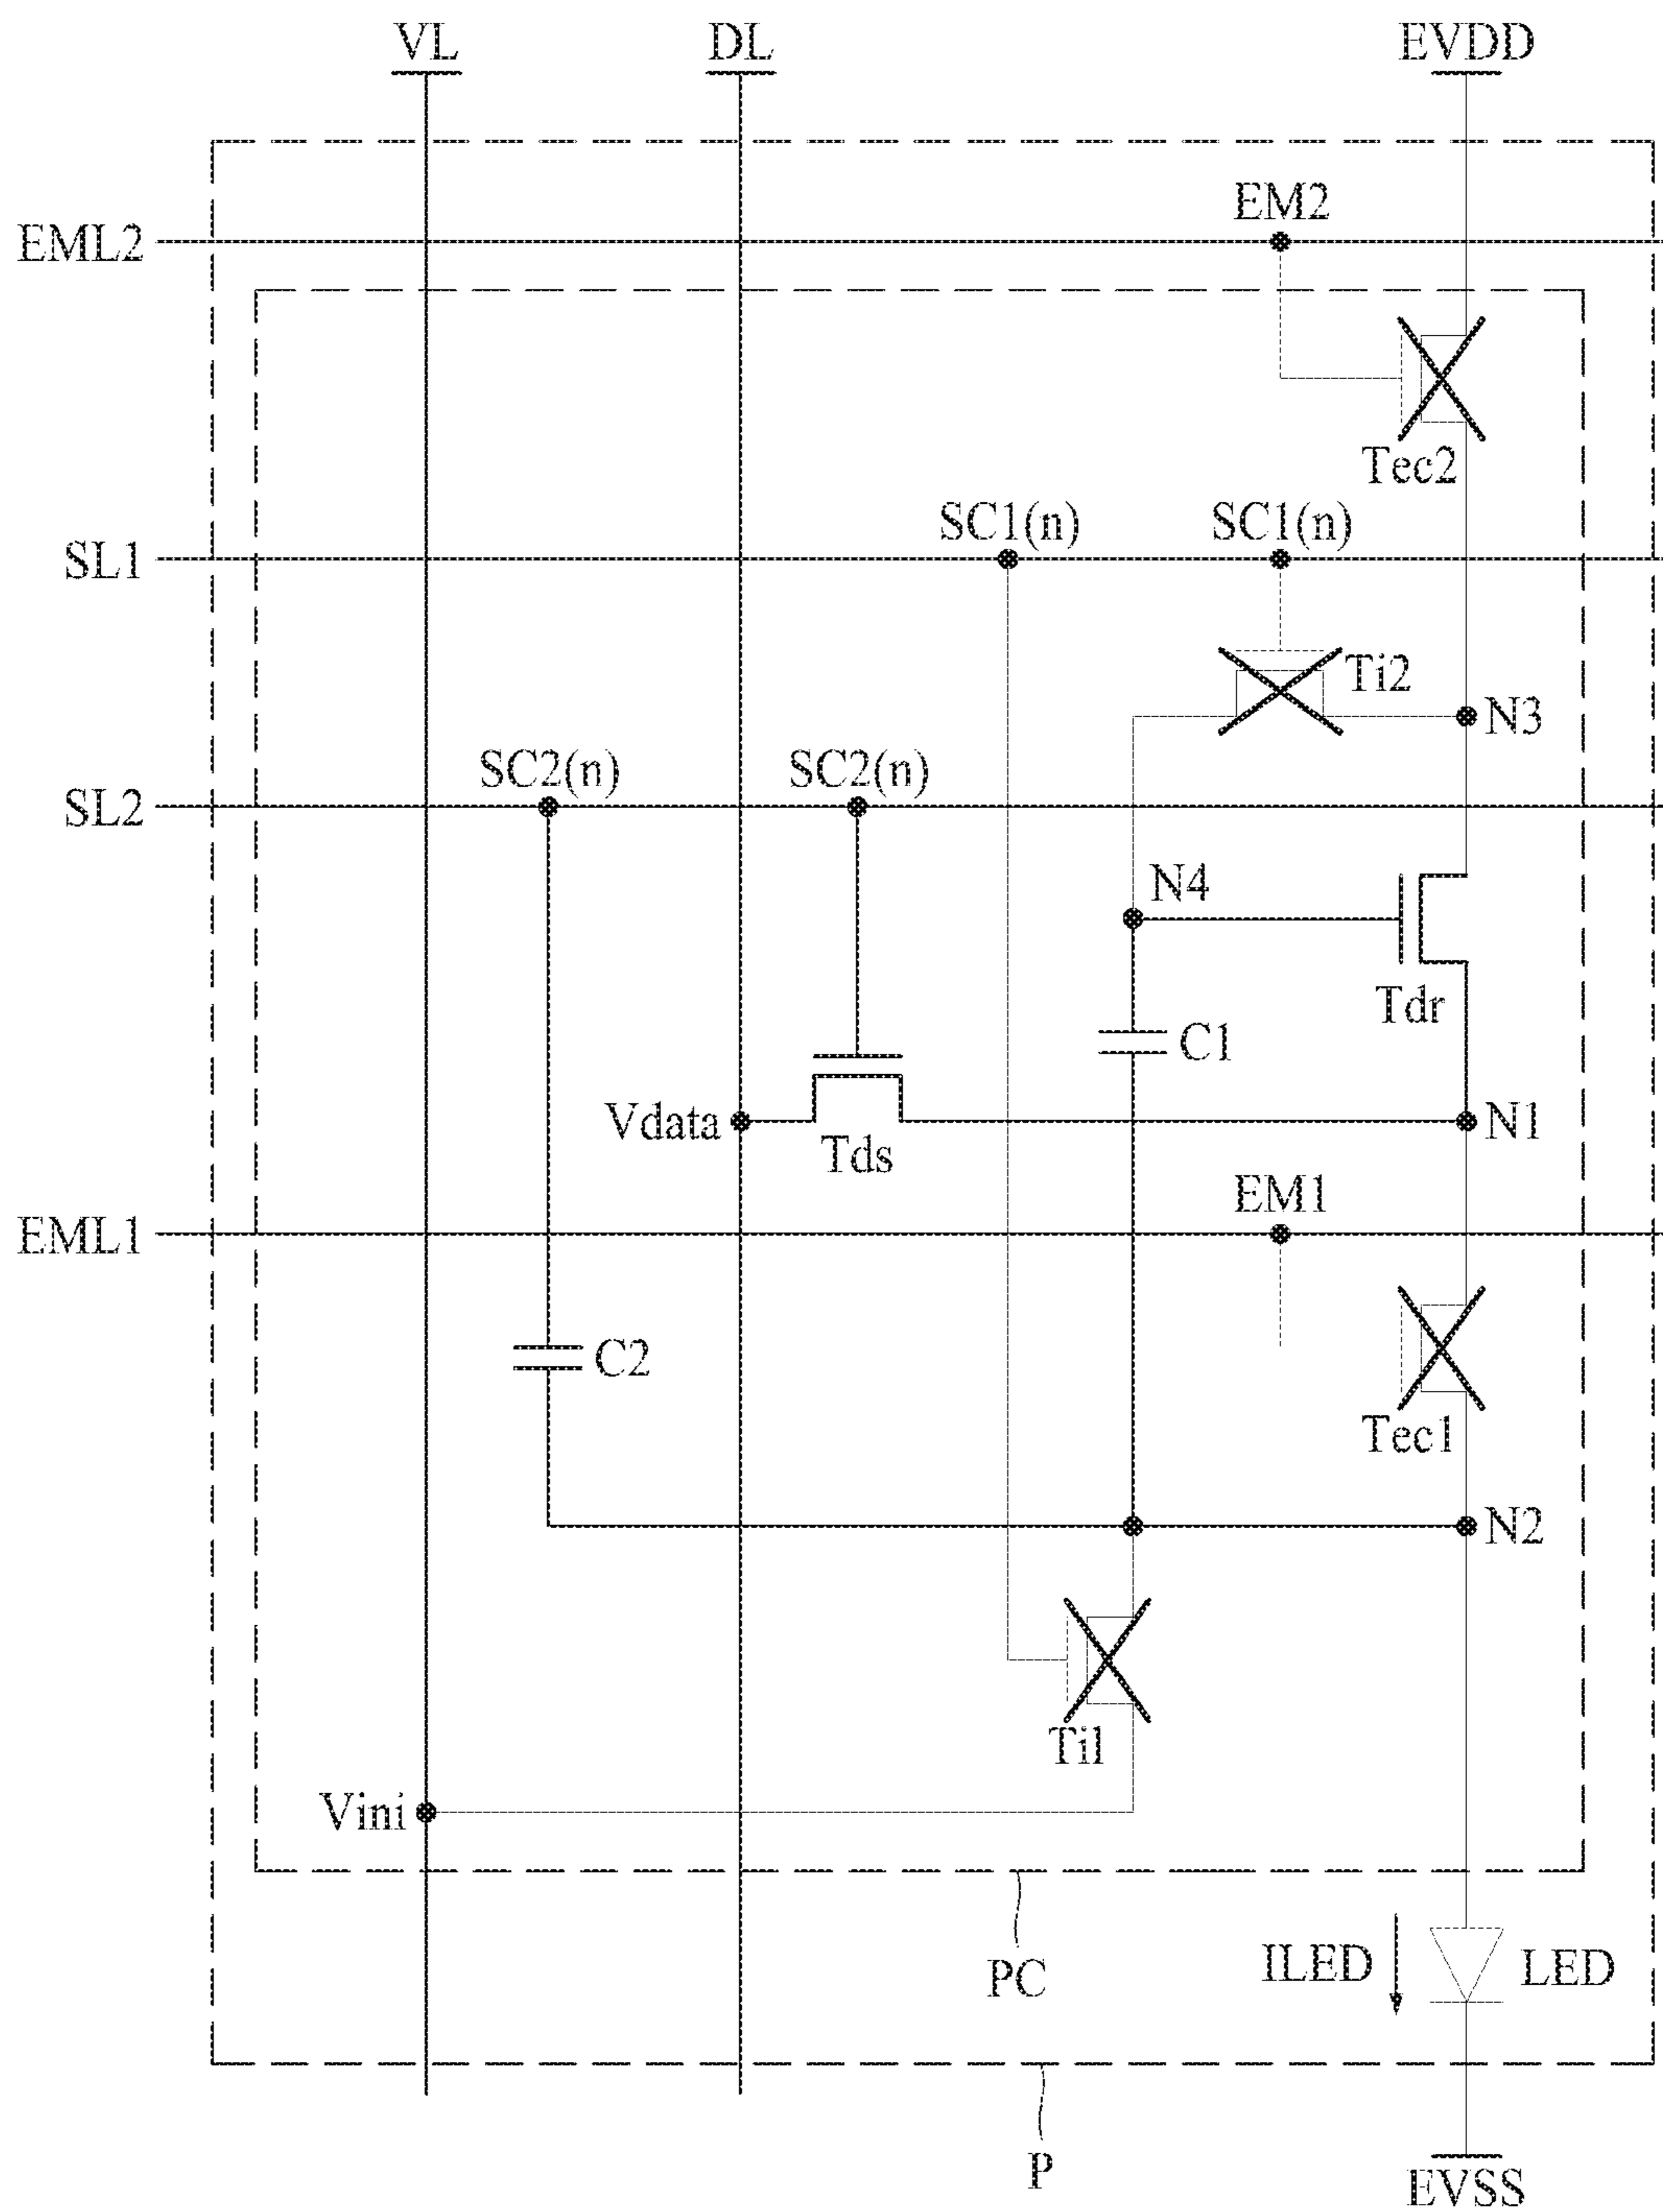 VL DL EVDD
EM2
EML2
Tec2
SC1(n) SC1(n)
SL1
Ti2
N3
SC2(n) SC2(n)
SL2
N4
Tdr
C1
Vdata Tds N1
EM1
EML1
C2
Tec1
N2
Ti1
Vini
PC
ILED LED
P
EVSS